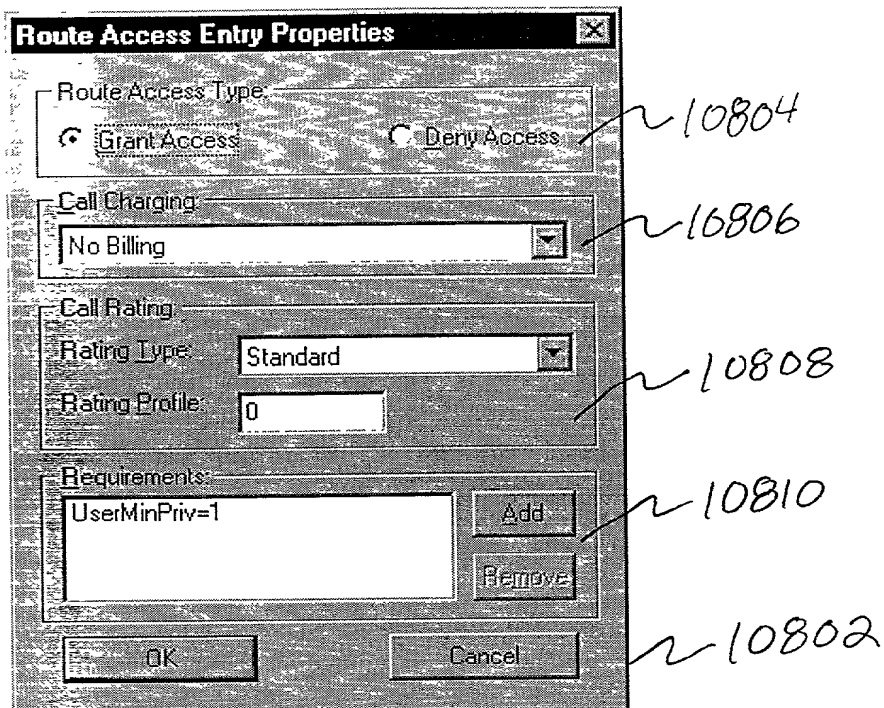 Route Access Entry Properties
Route Access Type:
Grant Access Deny Access
10804
Call Charging:
No Billing
10806
Call Rating
Rating Type: Standard
Rating Profile: 0
10808
Requirements:
UserMinPriv=1
Add
Remove
10810
OK Cancel
10802